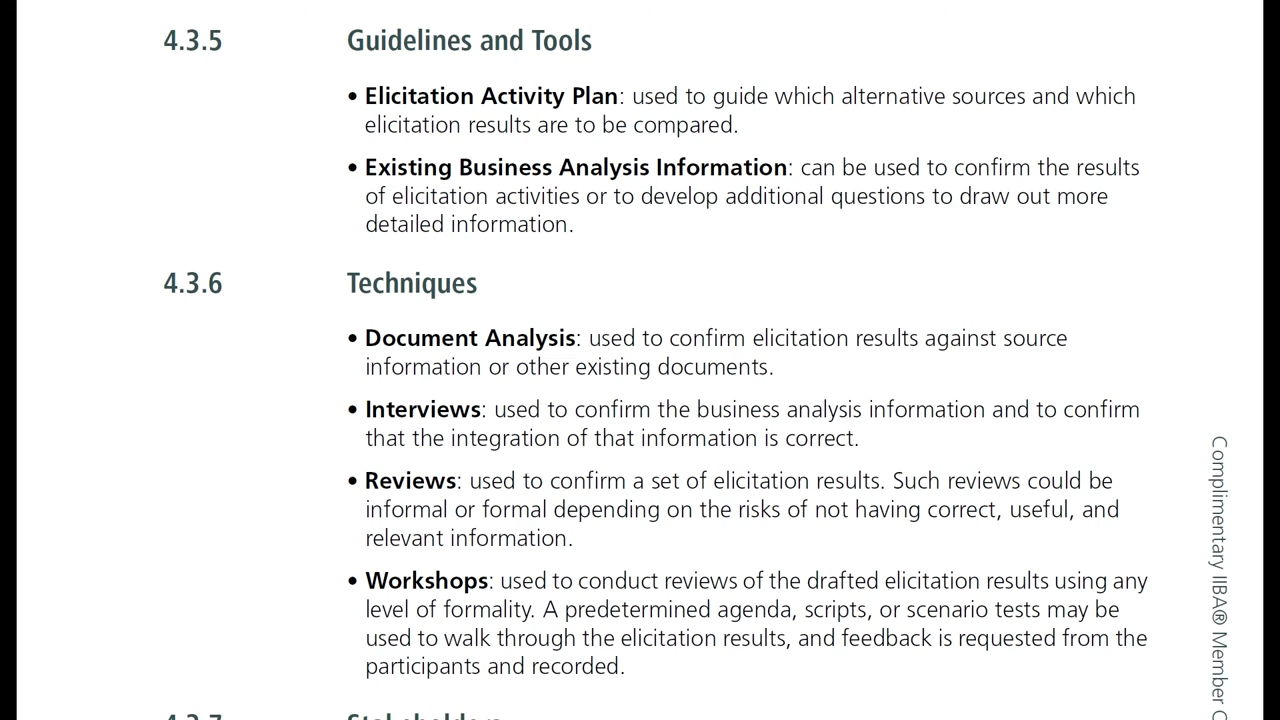 4.3.5 Guidelines and Tools
• Elicitation Activity Plan: used to guide which alternative sources and which
elicitation results are to be compared.
• Existing Business Analysis Information: can be used to confirm the results
of elicitation activities or to develop additional questions to draw out more
detailed information.
4.3.6 Techniques
• Document Analysis: used to confirm elicitation results against source
information or other existing documents.
• Interviews: used to confirm the business analysis information and to confirm
that the integration of that information is correct.
• Reviews: used to confirm a set of elicitation results. Such reviews could be
informal or formal depending on the risks of not having correct, useful, and
relevant information.
• Workshops: used to conduct reviews of the drafted elicitation results using any
level of formality. A predetermined agenda, scripts, or scenario tests may be
used to walk through the elicitation results, and feedback is requested from the
participants and recorded.
4.3.7 Stakeholders
Complimentary IIBA® Member C